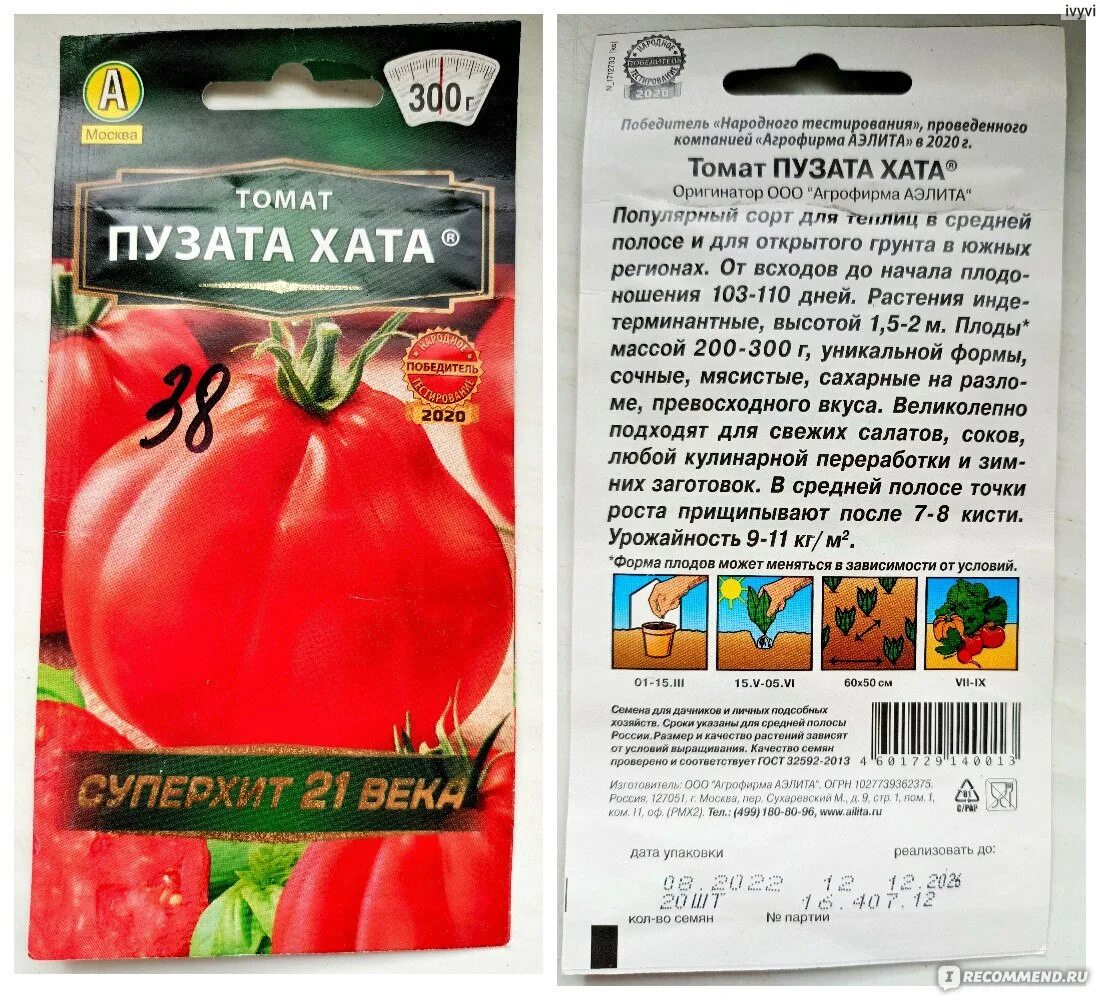 ivyvi
А
Москва
300г
ТОМАТ
ПУЗАТА ХАТА®
38
НАРОДНОЕ
ПОБЕДИТЕЛЬ
ТЕСТИРОВАНИЕ
2020
СУПЕРХИТ 21 ВЕКА
НАРОДНОЕ
ПОБЕДИТЕЛЬ
ТЕСТИРОВАНИЕ
2020
Победитель «Народного тестирования», проведенного
компанией «Агрофирма АЭЛИТА» в 2020 г.
Томат ПУЗАТА ХАТА®
Оригинатор ООО "Агрофирма АЭЛИТА"
Популярный сорт для теплиц в средней
полосе и для открытого грунта в южных
регионах. От всходов до начала плодо-
ношения 103-110 дней. Растения инде-
терминантные, высотой 1,5-2 м. Плоды*
массой 200-300 г, уникальной формы,
сочные, мясистые, сахарные на разло-
ме, превосходного вкуса. Великолепно
подходят для свежих салатов, соков,
любой кулинарной переработки и зим-
них заготовок. В средней полосе точки
роста прищипывают после 7-8 кисти.
Урожайность 9-11 кг/м².
*Форма плодов может меняться в зависимости от условий.
01-15.III 15.V-05.VI 60х50 см VII-IX
Семена для дачников и личных подсобных
хозяйств. Сроки указаны для средней полосы
России. Размер и качество растений зависят
от условий выращивания. Качество семян
проверено и соответствует ГОСТ 32592-2013
4 601729 140013
Изготовитель: ООО "Агрофирма АЭЛИТА". ОГРН 1027739362375.
Россия, 127051, г. Москва, пер. Сухаревский М., д. 9, стр. 1, пом. 1,
ком. 11, оф. (РМХ2). Тел.: (499) 180-80-96, www.ailita.ru
81
C/PAP
дата упаковки реализовать до:
08.2022 12 12.2026
20ШТ 16.407.12
кол-во семян № партии
I RECOMMEND.RU